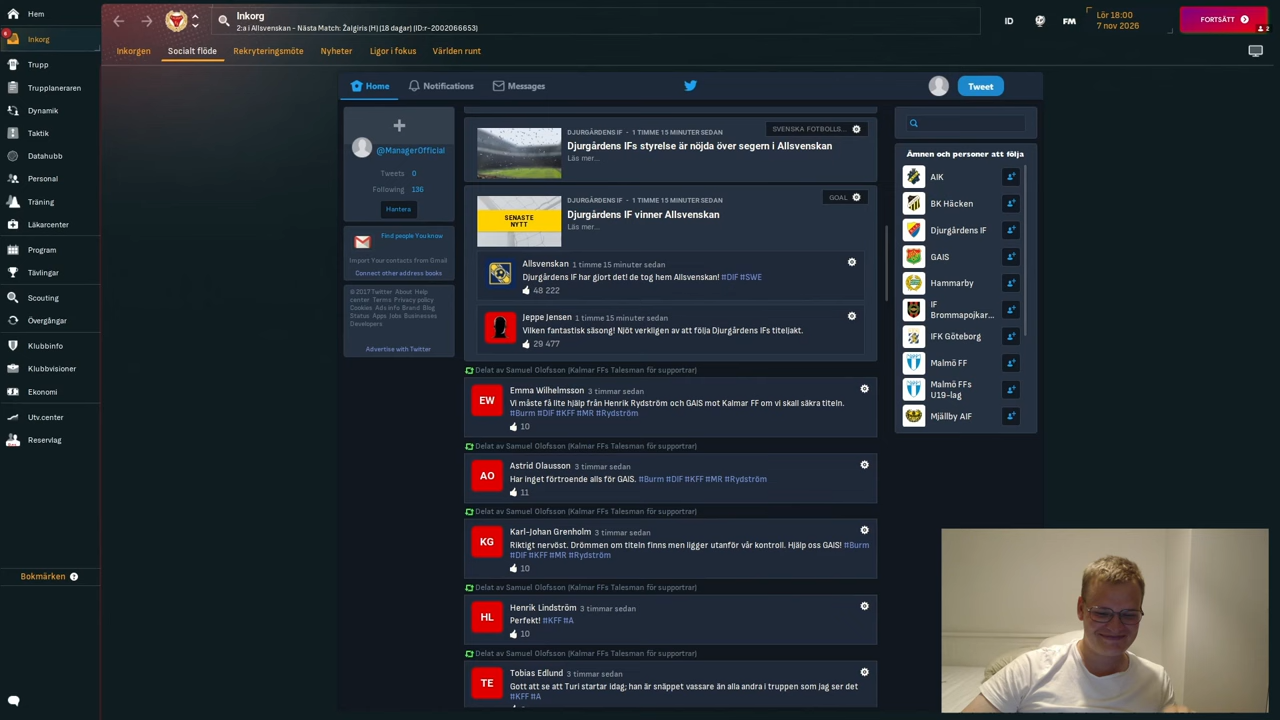 Hem
Inkorg
6
Trupp
Trupplaneraren
Dynamik
Taktik
Datahubb
Personal
Träning
Läkarcenter
Program
Tävlingar
Scouting
Övergångar
Klubbinfo
Klubbvisioner
Ekonomi
Utv.center
Reservlag
Bokmärken ?
Inkorg
2:a i Allsvenskan - Nästa Match: Žalgiris (H) (18 dagar) (ID:r-2002066653)
ID
FM
Lör 18:00
7 nov 2026
FORTSÄTT
2
Inkorgen
Socialt flöde
Rekryteringsmöte
Nyheter
Ligor i fokus
Världen runt
Home
Notifications
Messages
Tweet
@ManagerOfficial
Tweets 0
Following 136
Hantera
Find people You know
Import Your contacts from Gmail
Connect other address books
©2017 Twitter About Help
center Terms Privacy policy
Cookies Ads info Brand Blog
Status Apps Jobs Businesses
Developers
Advertise with Twitter
DJURGÅRDENS IF - 1 TIMME 15 MINUTER SEDAN
SVENSKA FOTBOLLS...
Djurgårdens IFs styrelse är nöjda över segern i Allsvenskan
Läs mer...
SENASTE
NYTT
DJURGÅRDENS IF - 1 TIMME 15 MINUTER SEDAN
GOAL
Djurgårdens IF vinner Allsvenskan
Läs mer...
Allsvenskan 1 timme 15 minuter sedan
Djurgårdens IF har gjort det! de tog hem Allsvenskan! #DIF #SWE
48 222
Jeppe Jensen 1 timme 15 minuter sedan
Vilken fantastisk säsong! Njöt verkligen av att följa Djurgårdens IFs titeljakt.
29 477
Delat av Samuel Olofsson (Kalmar FFs Talesman för supportrar)
EW
Emma Wilhelmsson 3 timmar sedan
Vi måste få lite hjälp från Henrik Rydström och GAIS mot Kalmar FF om vi skall säkra titeln.
#Burm #DIF #KFF #MR #Rydström
10
Delat av Samuel Olofsson (Kalmar FFs Talesman för supportrar)
AO
Astrid Olausson 3 timmar sedan
Har inget förtroende alls för GAIS. #Burm #DIF #KFF #MR #Rydström
11
Delat av Samuel Olofsson (Kalmar FFs Talesman för supportrar)
KG
Karl-Johan Grenholm 3 timmar sedan
Riktigt nervöst. Drömmen om titeln finns men ligger utanför vår kontroll. Hjälp oss GAIS! #Burm
#DIF #KFF #MR #Rydström
10
Delat av Samuel Olofsson (Kalmar FFs Talesman för supportrar)
HL
Henrik Lindström 3 timmar sedan
Perfekt! #KFF #A
10
Delat av Samuel Olofsson (Kalmar FFs Talesman för supportrar)
TE
Tobias Edlund 3 timmar sedan
Gott att se att Turi startar idag; han är snäppet vassare än alla andra i truppen som jag ser det
#KFF #A
Ämnen och personer att följa
AIK
BK Häcken
Djurgårdens IF
GAIS
Hammarby
IF
Brommapojkar...
IFK Göteborg
Malmö FF
Malmö FFs
U19-lag
Mjällby AIF